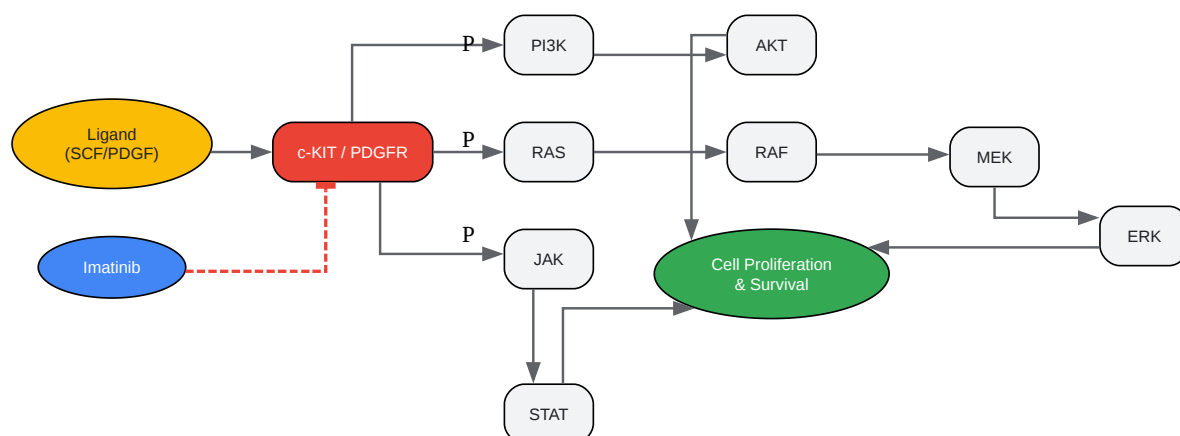 P
PI3K
AKT
Ligand
(SCF/PDGF)
c-KIT / PDGFR
P
RAS
RAF
MEK
P
JAK
ERK
Imatinib
Cell Proliferation
& Survival
STAT